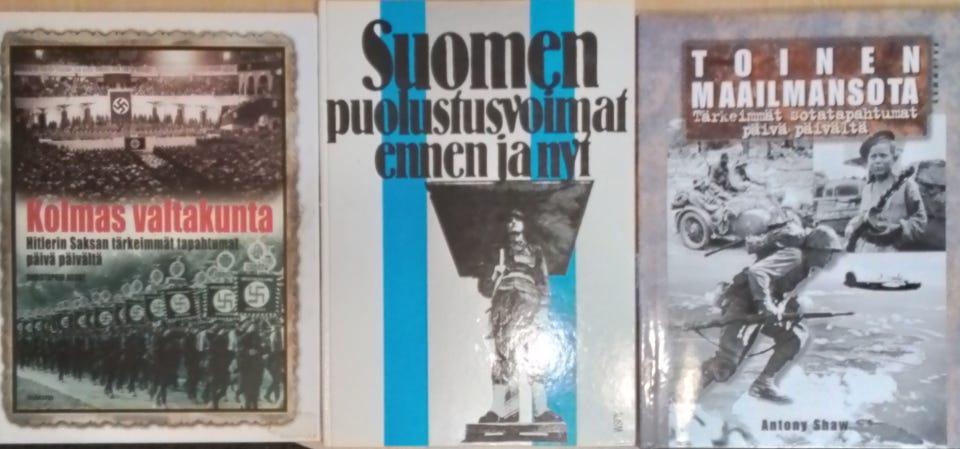 Kolmas valtakunta
Hitlerin Saksan tärkeimmät tapahtumat
päivä päivältä
Suomen
puolustusvoimat
ennen ja nyt
WSOY
TOINEN
MAAILMANSOTA
Tärkeimmät sotatapahtumat
päivä päivältä
Antony Shaw